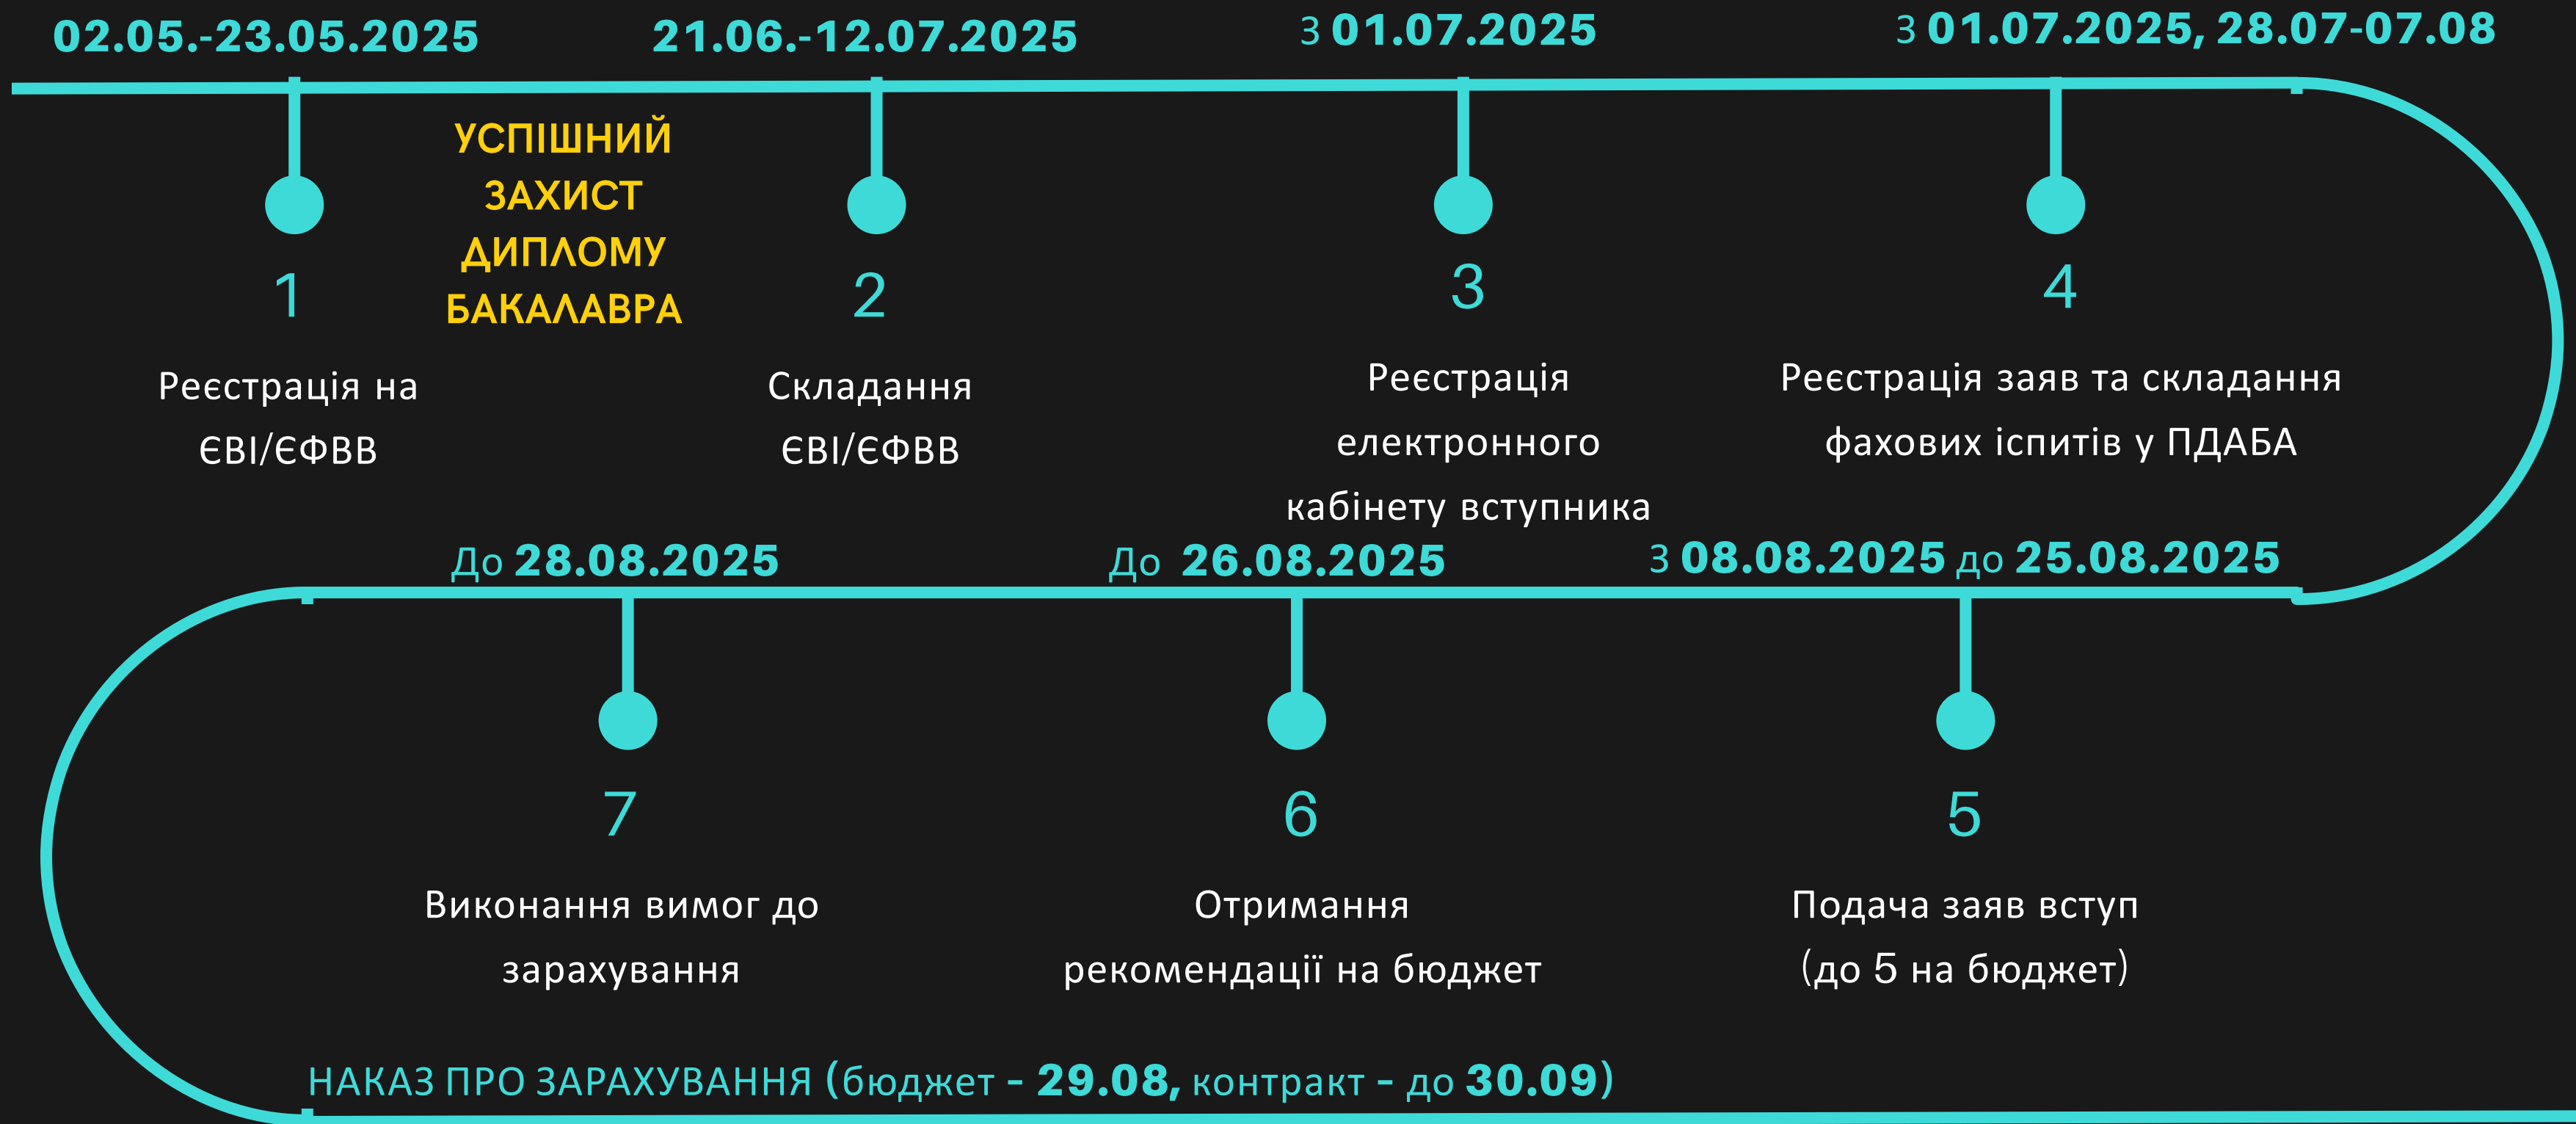 02.05.-23.05.2025
21.06.-12.07.2025
З 01.07.2025
З 01.07.2025, 28.07-07.08
1
УСПІШНИЙ
ЗАХИСТ
ДИПЛОМУ
БАКАЛАВРА
2
3
4
Реєстрація на
ЄВІ/ЄФВВ
Складання
ЄВІ/ЄФВВ
Реєстрація
електронного
кабінету вступника
Реєстрація заяв та складання
фахових іспитів у ПДАБА
З 08.08.2025 до 25.08.2025
До 26.08.2025
До 28.08.2025
5
Подача заяв вступ
(до 5 на бюджет)
6
Отримання
рекомендації на бюджет
7
Виконання вимог до
зарахування
НАКАЗ ПРО ЗАРАХУВАННЯ (бюджет - 29.08, контракт - до 30.09)